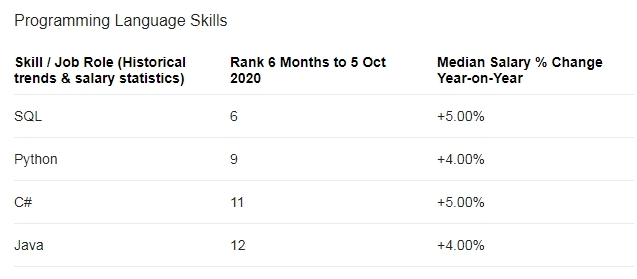 Programming Language Skills
Skill / Job Role (Historical trends & salary statistics) Rank 6 Months to 5 Oct 2020 Median Salary % Change Year-on-Year
SQL 6 +5.00%
Python 9 +4.00%
C# 11 +5.00%
Java 12 +4.00%